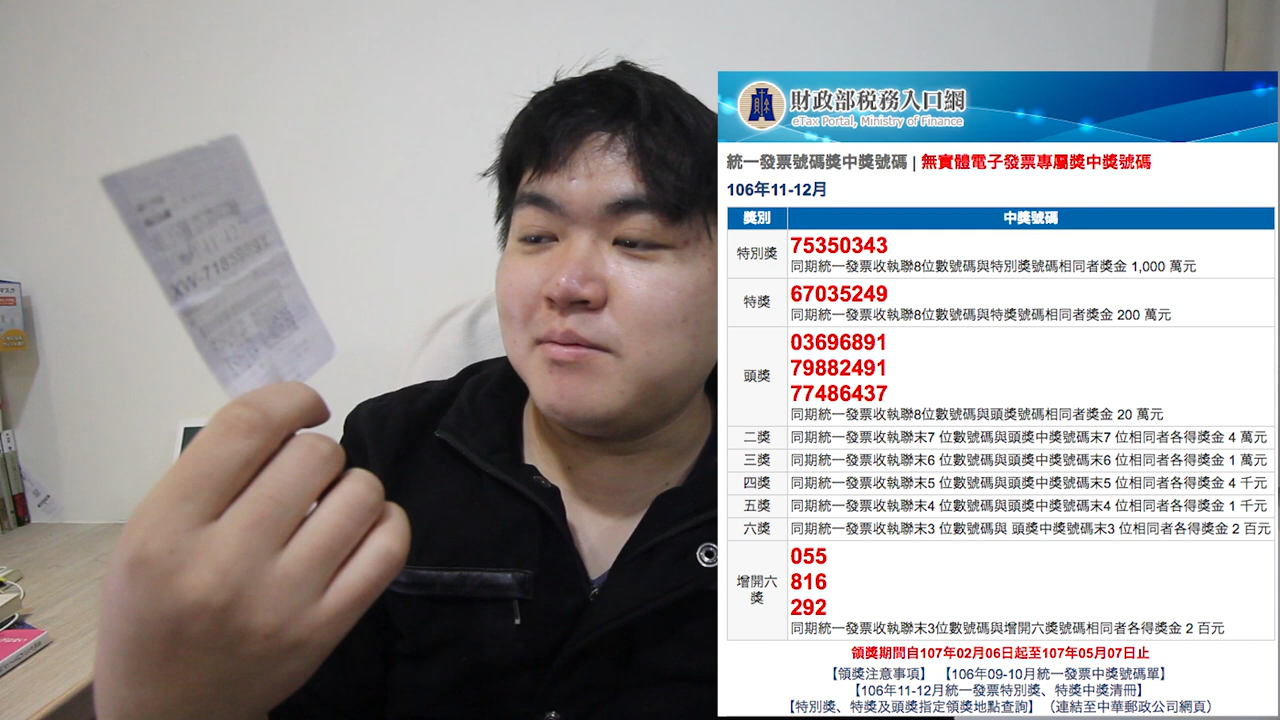 財政部稅務入口網
eTax Portal, Ministry of Finance
統一發票號碼獎中獎號碼 | 無實體電子發票專屬獎中獎號碼
106年11-12月
獎別 中獎號碼
特別獎 75350343
同期統一發票收執聯8位數號碼與特別獎號碼相同者獎金 1,000 萬元
特獎 67035249
同期統一發票收執聯8位數號碼與特獎號碼相同者獎金 200 萬元
頭獎 03696891
79882491
77486437
同期統一發票收執聯8位數號碼與頭獎號碼相同者獎金 20 萬元
二獎 同期統一發票收執聯末7 位數號碼與頭獎中獎號碼末7 位相同者各得獎金 4 萬元
三獎 同期統一發票收執聯末6 位數號碼與頭獎中獎號碼末6 位相同者各得獎金 1 萬元
四獎 同期統一發票收執聯末5 位數號碼與頭獎中獎號碼末5 位相同者各得獎金 4 千元
五獎 同期統一發票收執聯末4 位數號碼與頭獎中獎號碼末4 位相同者各得獎金 1 千元
六獎 同期統一發票收執聯末3 位數號碼與 頭獎中獎號碼末3 位相同者各得獎金 2 百元
增開六獎 055
816
292
同期統一發票收執聯末3位數號碼與增開六獎號碼相同者各得獎金 2 百元
領獎期間自107年02月06日起至107年05月07日止
【領獎注意事項】 【106年09-10月統一發票中獎號碼單】
【106年11-12月統一發票特別獎、特獎中獎清冊】
【特別獎、特獎及頭獎指定領獎地點查詢】 （連結至中華郵政公司網頁）